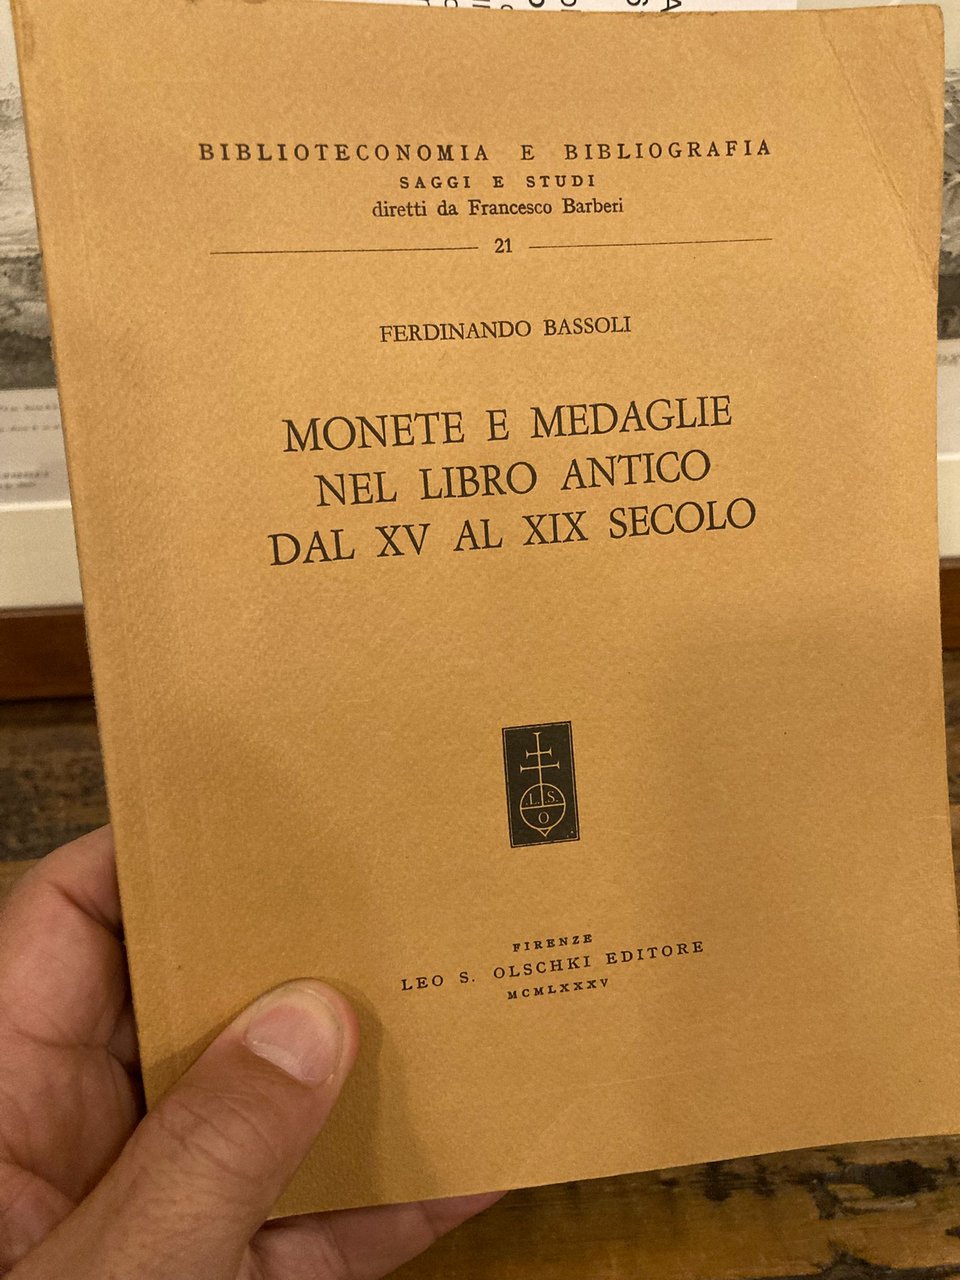 BIBLIOTECONOMIA E BIBLIOGRAFIA
SAGGI E STUDI
diretti da Francesco Barberi
21
FERDINANDO BASSOLI
MONETE E MEDAGLIE
NEL LIBRO ANTICO
DAL XV AL XIX SECOLO
.L. S.
O
FIRENZE
LEO S. OLSCHKI EDITORE
MCMLXXXV